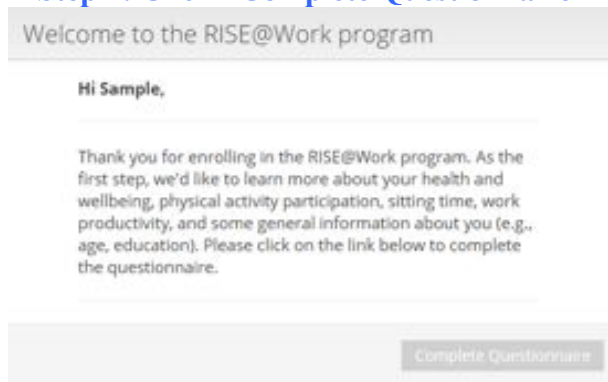 Welcome to the RISE@Work program
Hi Sample,
Thank you for enrolling in the RISE@Work program. As the
first step, we'd like to learn more about your health and
wellbeing, physical activity participation, sitting time, work
productivity, and some general information about you (e.g.,
age, education). Please click on the link below to complete
the questionnaire.
Complete Questionnaire